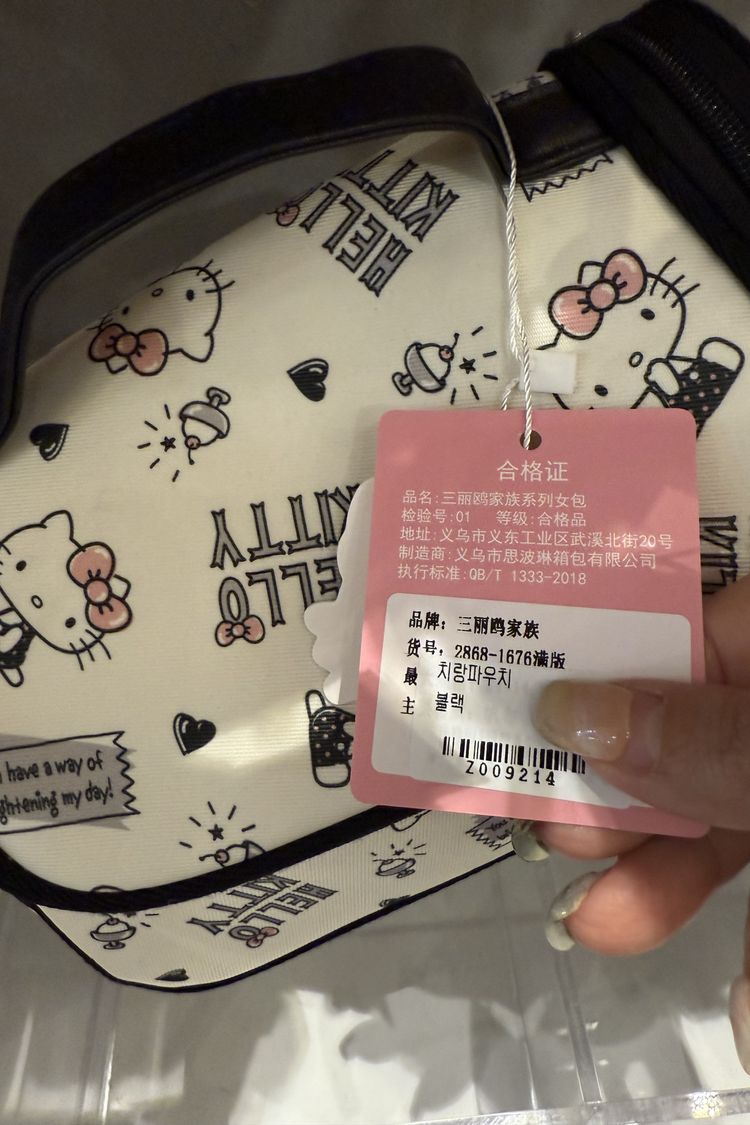 HELLO
KITTY
合格证
品名:三丽鸥家族系列女包
检验号:01 等级:合格品
地址:义乌市义东工业区武溪北街20号
制造商:义乌市思波琳箱包有限公司
执行标准:QB/T 1333-2018
品牌: 三丽鸥家族
货号: 2868-1676满版
最 치랑파우치
主 블랙
Z009214
HELLO
KITTY
have a way of
ghtening my day!
HELLO
KITTY